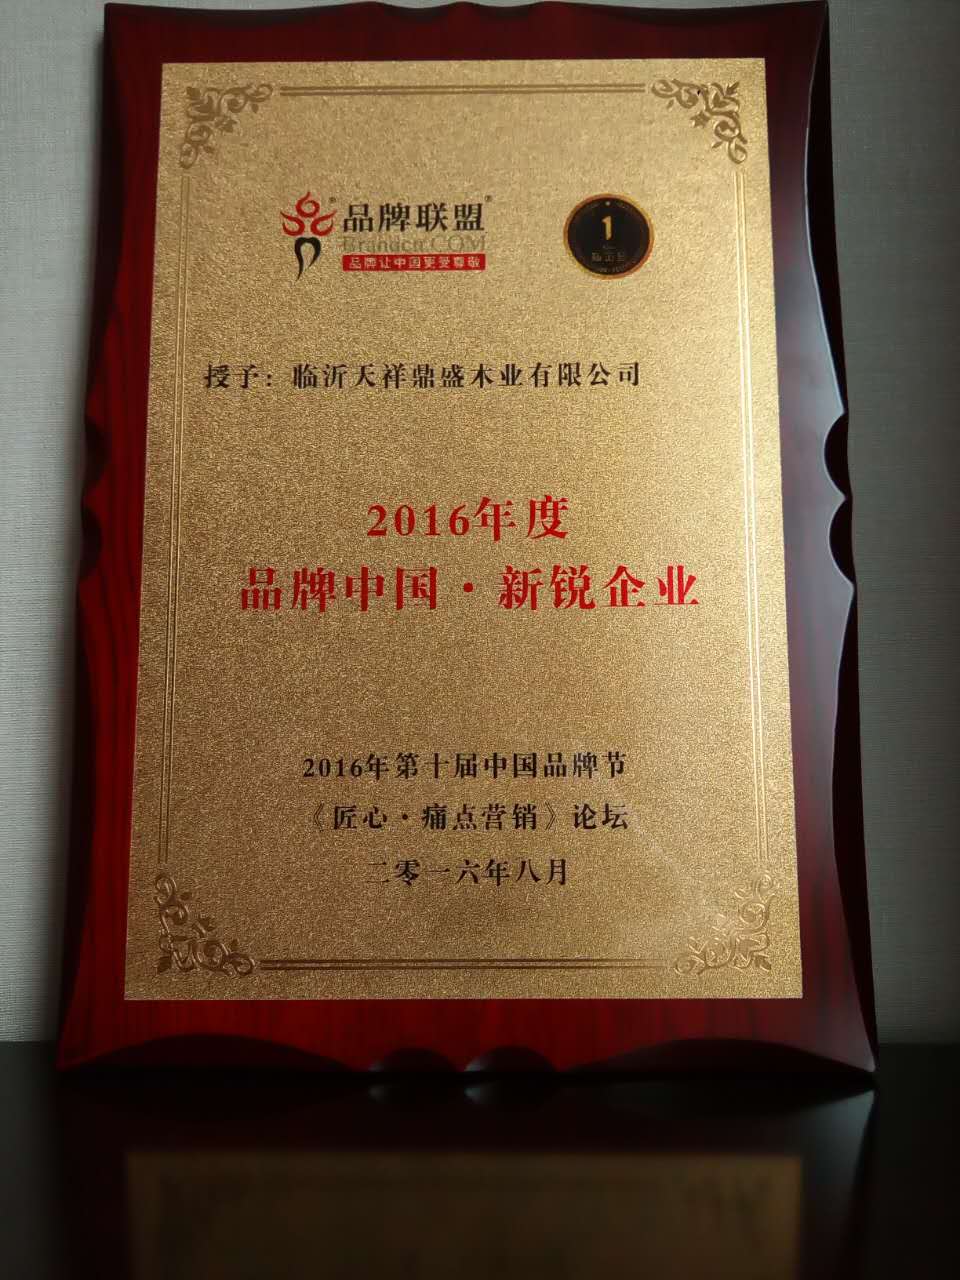 品牌联盟®
Brandcn.COM
品牌让中国更受尊敬
1
授予：临沂天祥鼎盛木业有限公司
2016年度
品牌中国·新锐企业
2016年第十届中国品牌节
《匠心·痛点营销》论坛
二零一六年八月